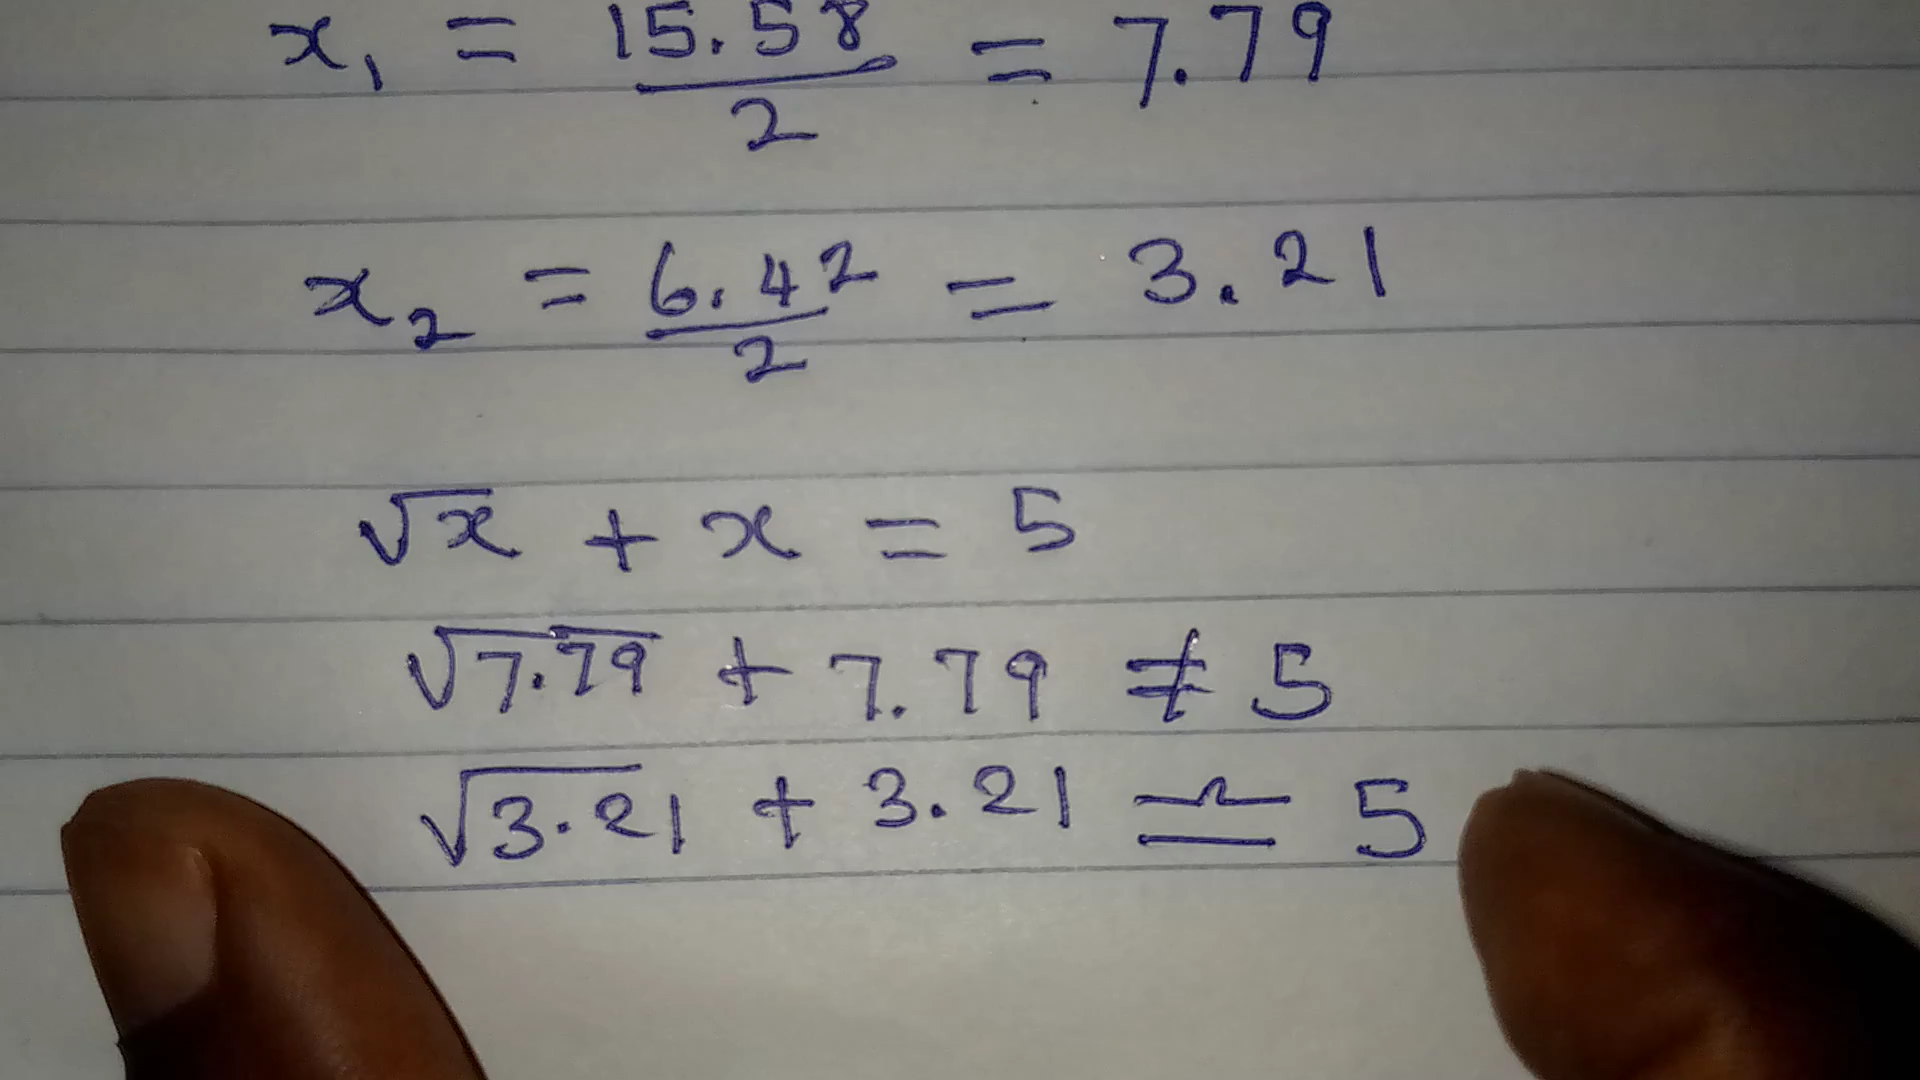 x₁ = 15.58/2 = 7.79
x₂ = 6.42/2 = 3.21
√x + x = 5
√7.79 + 7.79 ≠ 5
√3.21 + 3.21 ≃ 5